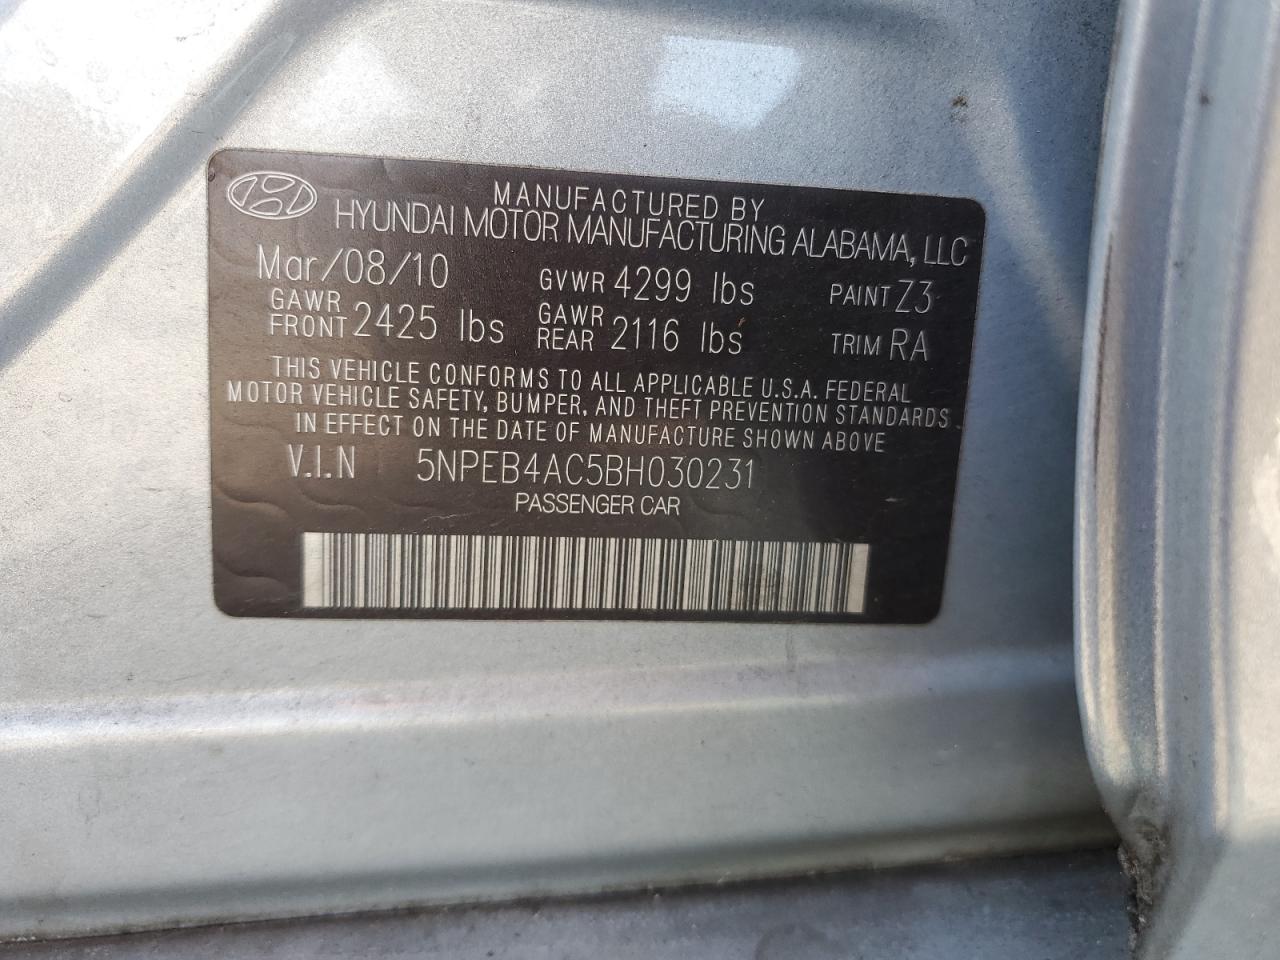 MANUFACTURED BY
HYUNDAI MOTOR MANUFACTURING ALABAMA, LLC
Mar/08/10 GVWR 4299 lbs PAINT Z3
GAWR FRONT 2425 lbs GAWR REAR 2116 lbs TRIM RA
THIS VEHICLE CONFORMS TO ALL APPLICABLE U.S.A. FEDERAL
MOTOR VEHICLE SAFETY, BUMPER, AND THEFT PREVENTION STANDARDS
IN EFFECT ON THE DATE OF MANUFACTURE SHOWN ABOVE
V.I.N 5NPEB4AC5BH030231
PASSENGER CAR